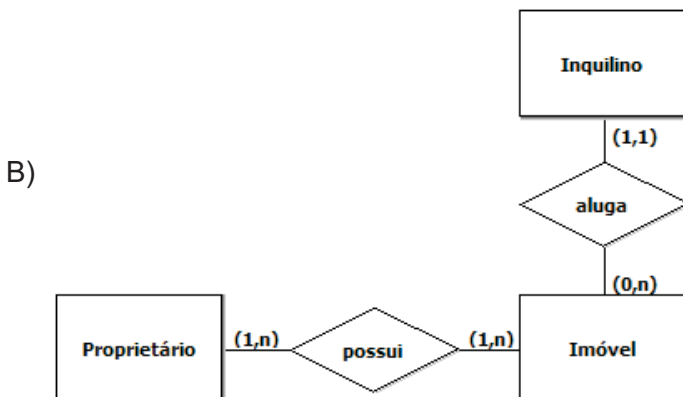 Inquilino
(1,1)
B)
aluga
(0,n)
Proprietário
(1,n)
possui
(1,n)
Imóvel